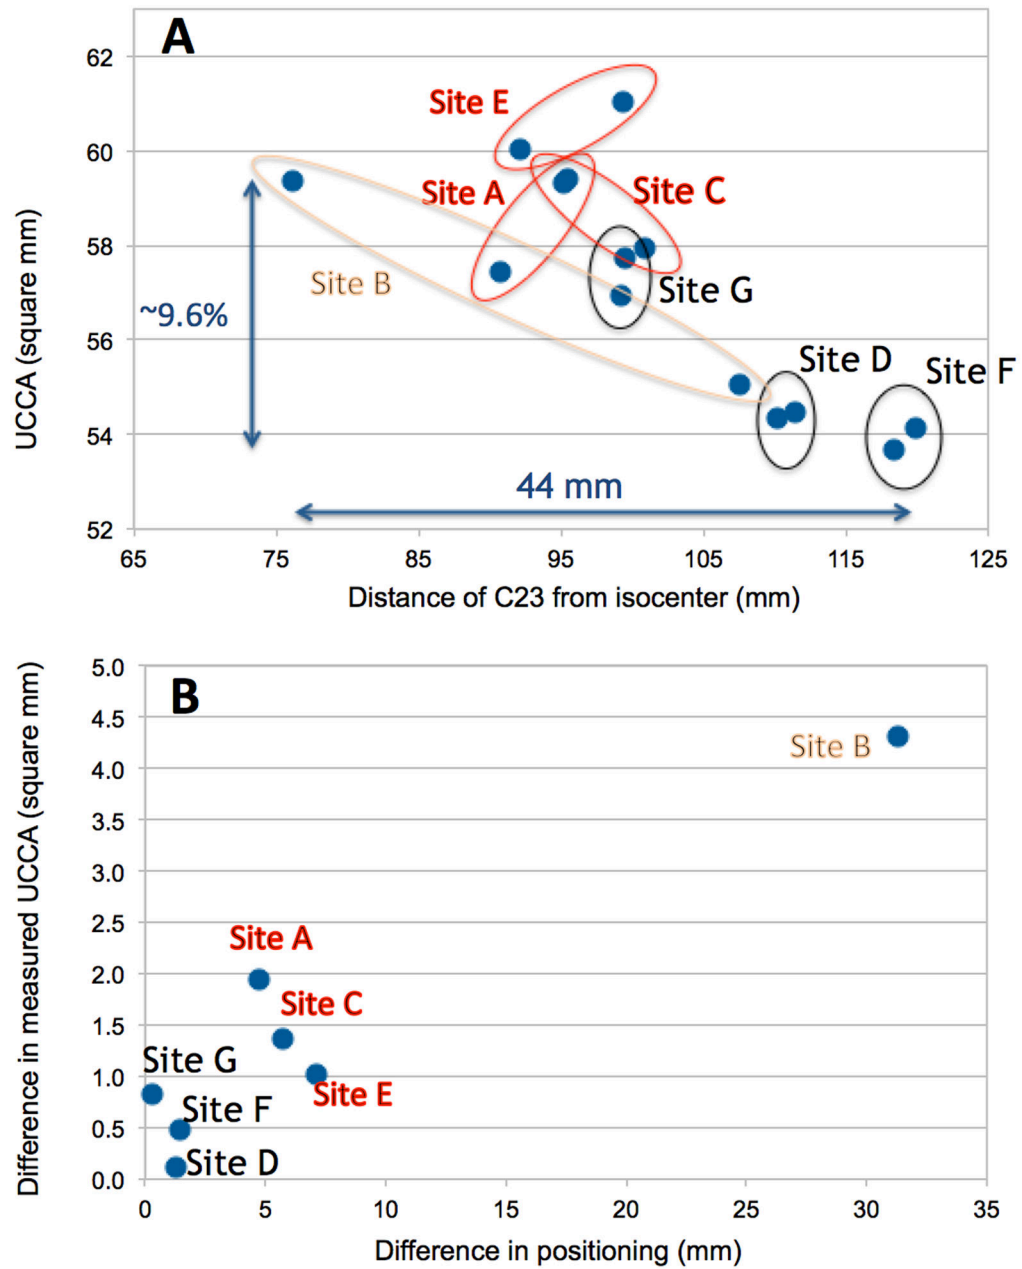 A
62
60
58
56
54
52
UCCA (square mm)
Site E
Site A
Site C
Site B
~9.6%
Site G
Site D
Site F
44 mm
65 75 85 95 105 115 125
Distance of C23 from isocenter (mm)
B
5.0
4.5
4.0
3.5
3.0
2.5
2.0
1.5
1.0
0.5
0.0
Difference in measured UCCA (square mm)
Site B
Site A
Site C
Site G
Site E
Site F
Site D
0 5 10 15 20 25 30 35
Difference in positioning (mm)